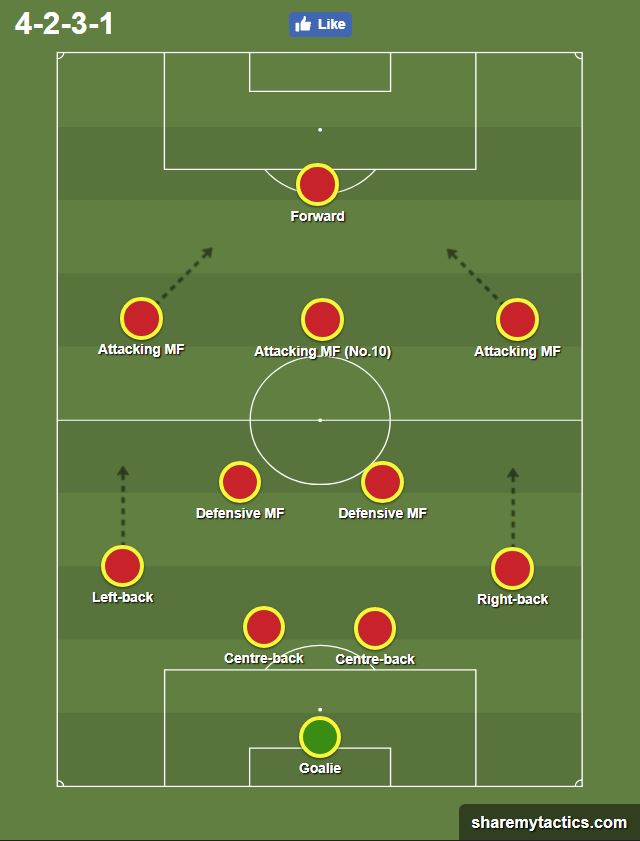 4-2-3-1
Like
Forward
Attacking MF
Attacking MF (No.10)
Attacking MF
Defensive MF
Defensive MF
Left-back
Right-back
Centre-back
Centre-back
Goalie
sharemytactics.com